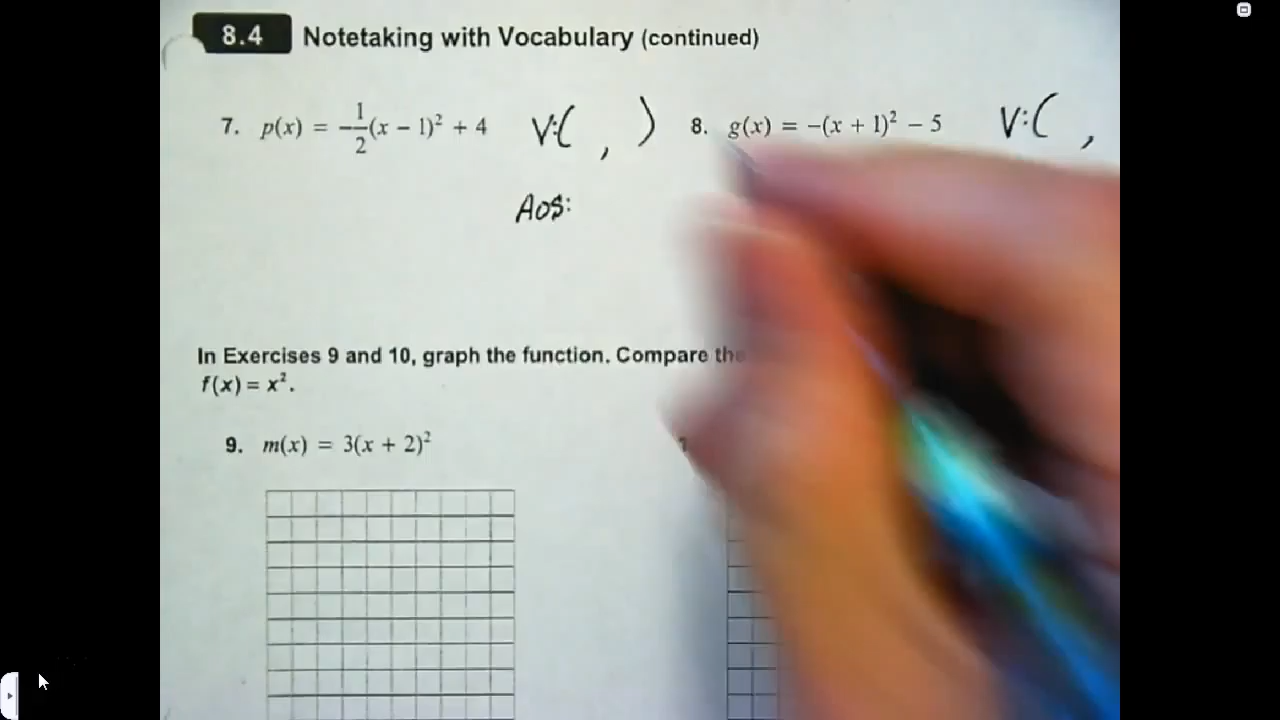 8.4 Notetaking with Vocabulary (continued)
7. p(x) = -1/2(x - 1)² + 4 V:( , ) 8. g(x) = -(x + 1)² - 5 V:( ,
AOS:
In Exercises 9 and 10, graph the function. Compare the
f(x) = x².
9. m(x) = 3(x + 2)²